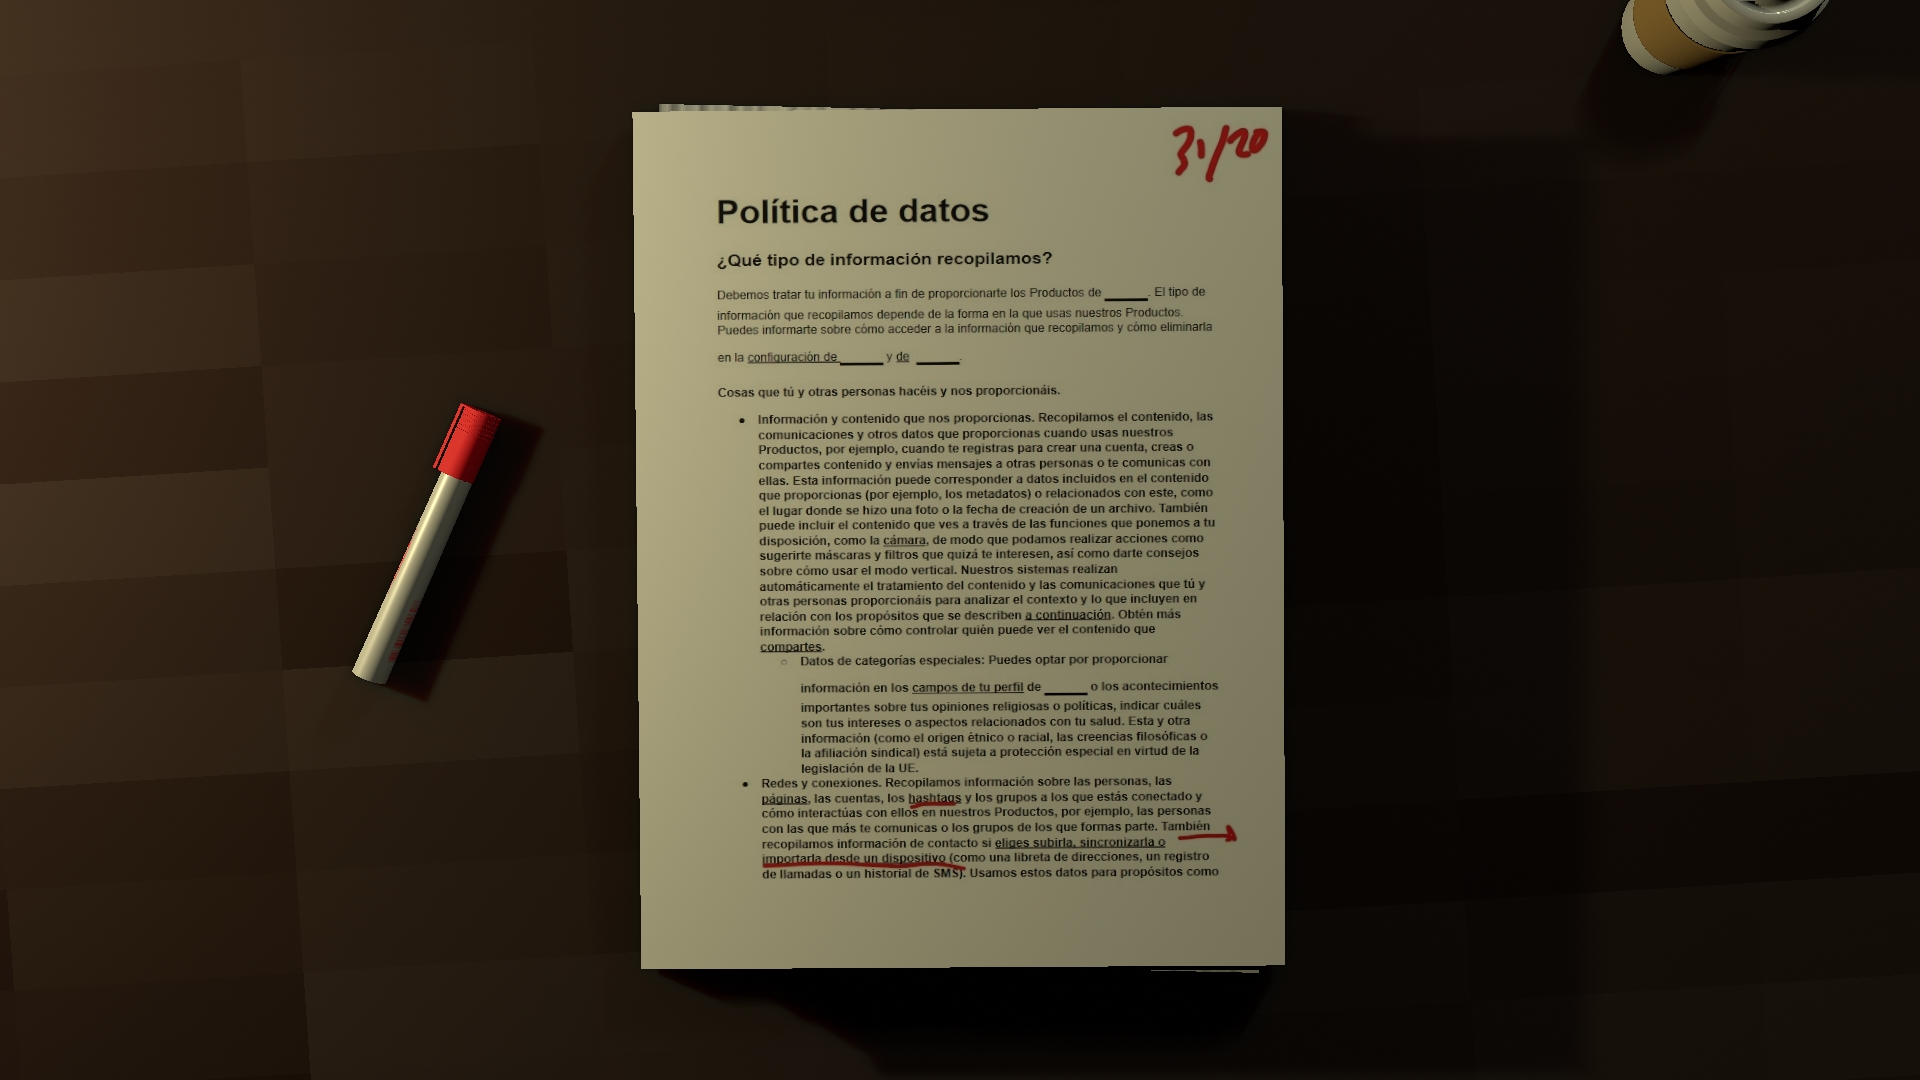 31/20
Política de datos
¿Qué tipo de información recopilamos?
Debemos tratar tu información a fin de proporcionarte los Productos de ______. El tipo de
información que recopilamos depende de la forma en la que usas nuestros Productos.
Puedes informarte sobre cómo acceder a la información que recopilamos y cómo eliminarla
en la configuración de ______ y de ______.
Cosas que tú y otras personas hacéis y nos proporcionáis.
● Información y contenido que nos proporcionas. Recopilamos el contenido, las
comunicaciones y otros datos que proporcionas cuando usas nuestros
Productos, por ejemplo, cuando te registras para crear una cuenta, creas o
compartes contenido y envías mensajes a otras personas o te comunicas con
ellas. Esta información puede corresponder a datos incluidos en el contenido
que proporcionas (por ejemplo, los metadatos) o relacionados con este, como
el lugar donde se hizo una foto o la fecha de creación de un archivo. También
puede incluir el contenido que ves a través de las funciones que ponemos a tu
disposición, como la cámara, de modo que podamos realizar acciones como
sugerirte máscaras y filtros que quizá te interesen, así como darte consejos
sobre cómo usar el modo vertical. Nuestros sistemas realizan
automáticamente el tratamiento del contenido y las comunicaciones que tú y
otras personas proporcionáis para analizar el contexto y lo que incluyen en
relación con los propósitos que se describen a continuación. Obtén más
información sobre cómo controlar quién puede ver el contenido que
compartes.
○ Datos de categorías especiales: Puedes optar por proporcionar
información en los campos de tu perfil de ______ o los acontecimientos
importantes sobre tus opiniones religiosas o políticas, indicar cuáles
son tus intereses o aspectos relacionados con tu salud. Esta y otra
información (como el origen étnico o racial, las creencias filosóficas o
la afiliación sindical) está sujeta a protección especial en virtud de la
legislación de la UE.
● Redes y conexiones. Recopilamos información sobre las personas, las
páginas, las cuentas, los hashtags y los grupos a los que estás conectado y
cómo interactúas con ellos en nuestros Productos, por ejemplo, las personas
con las que más te comunicas o los grupos de los que formas parte. También
recopilamos información de contacto si eliges subirla, sincronizarla o
importarla desde un dispositivo (como una libreta de direcciones, un registro
de llamadas o un historial de SMS). Usamos estos datos para propósitos como